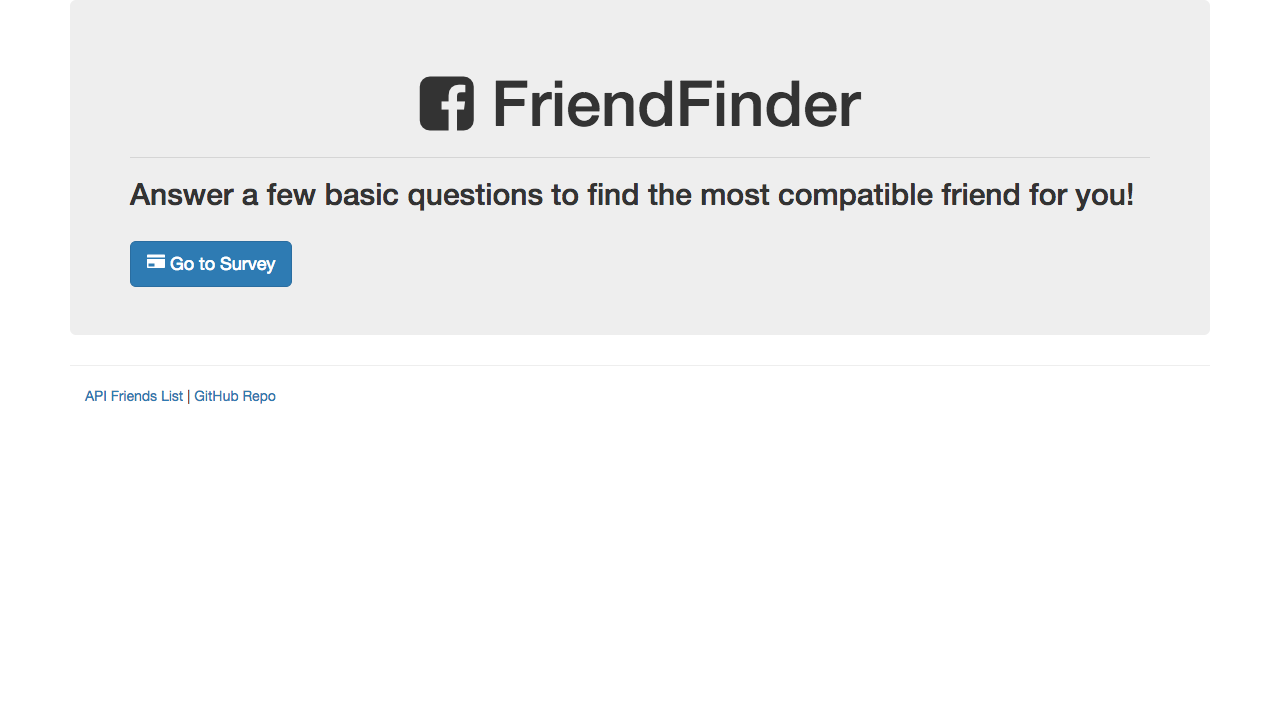 FriendFinder
Answer a few basic questions to find the most compatible friend for you!
Go to Survey
API Friends List | GitHub Repo